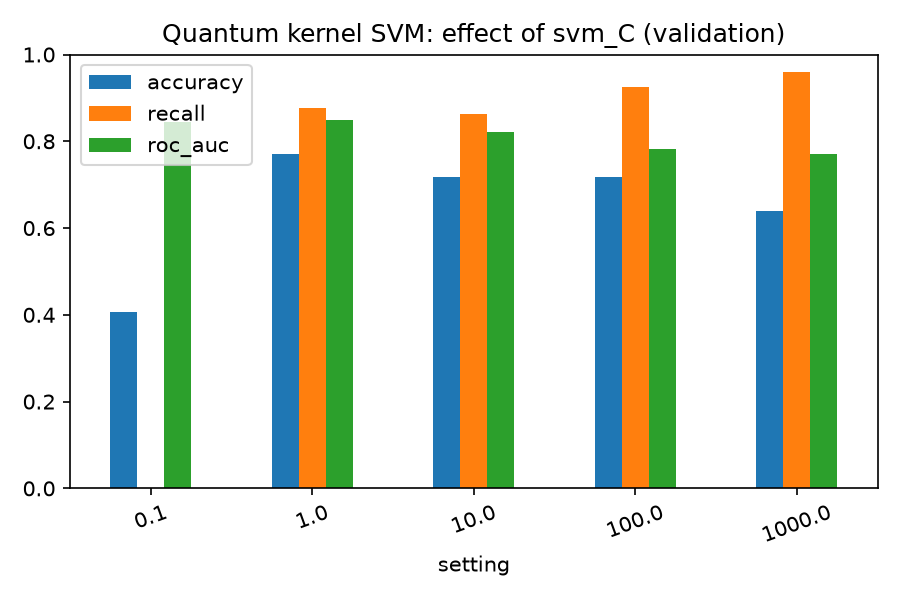 Quantum kernel SVM: effect of svm_C (validation)
1.0
0.8
0.6
0.4
0.2
0.0
accuracy
recall
roc_auc
0.1
1.0
10.0
100.0
1000.0
setting